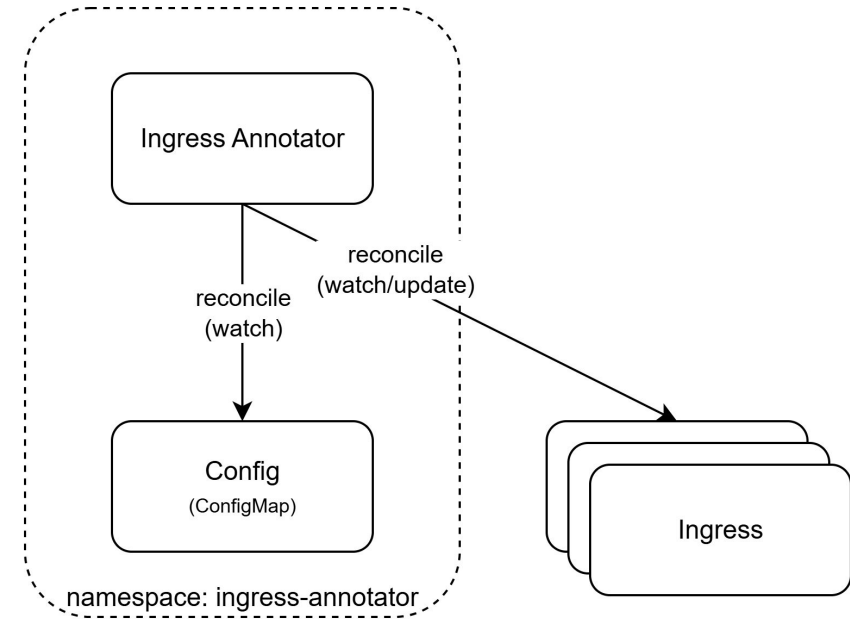 Ingress Annotator
reconcile
(watch/update)
reconcile
(watch)
Config
(ConfigMap)
Ingress
namespace: ingress-annotator